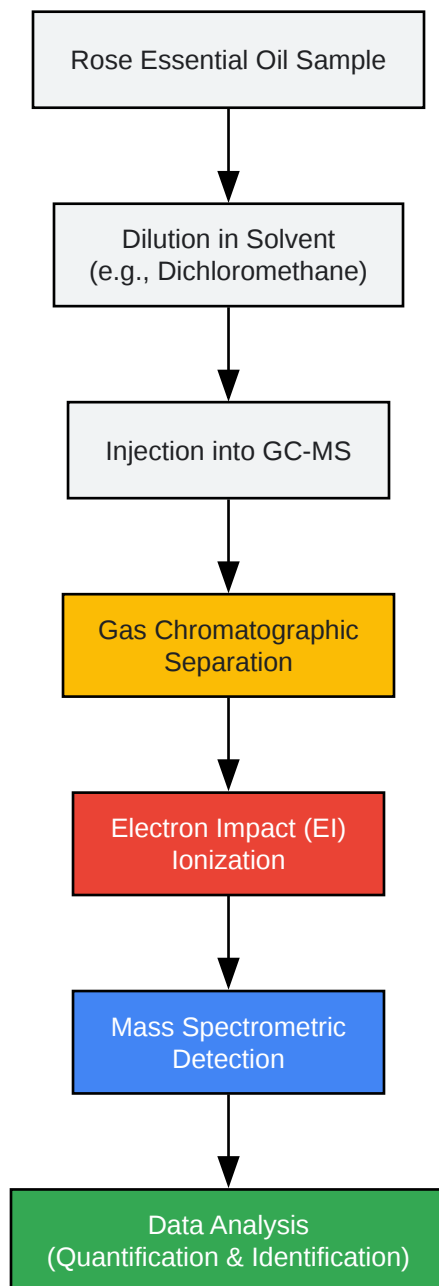 Rose Essential Oil Sample
Dilution in Solvent
(e.g., Dichloromethane)
Injection into GC-MS
Gas Chromatographic
Separation
Electron Impact (EI)
Ionization
Mass Spectrometric
Detection
Data Analysis
(Quantification & Identification)